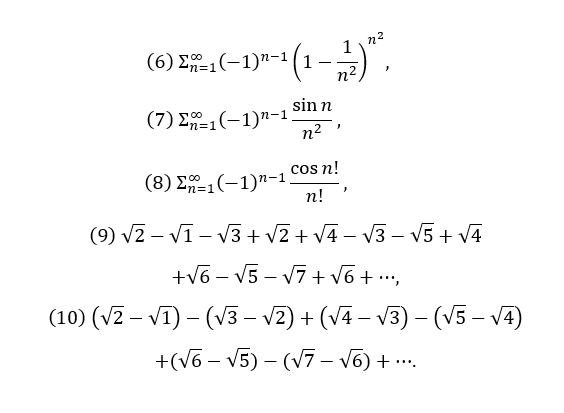 (6) Σ_{n=1}^{∞}(−1)^{n−1}(1 − 1/n²)^{n²},
(7) Σ_{n=1}^{∞}(−1)^{n−1} sin n/n²,
(8) Σ_{n=1}^{∞}(−1)^{n−1} cos n!/n!,
(9) √2 − √1 − √3 + √2 + √4 − √3 − √5 + √4
+√6 − √5 − √7 + √6 + ⋯,
(10) (√2 − √1) − (√3 − √2) + (√4 − √3) − (√5 − √4)
+(√6 − √5) − (√7 − √6) + ⋯.